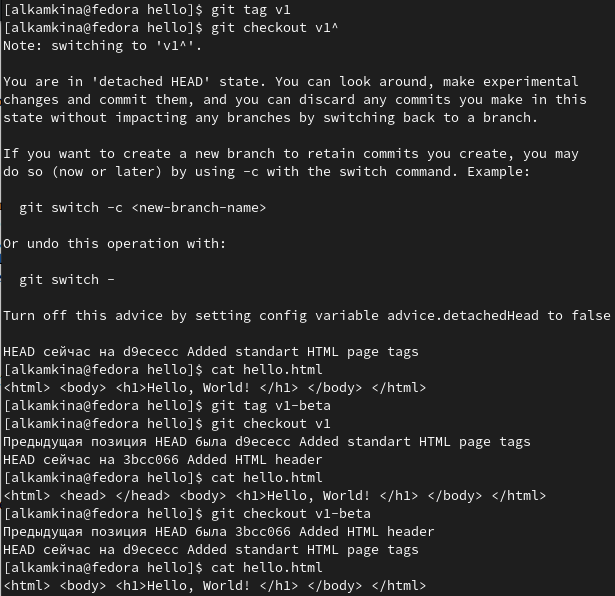 [alkamkina@fedora hello]$ git tag v1
[alkamkina@fedora hello]$ git checkout v1^
Note: switching to 'v1^'.
You are in 'detached HEAD' state. You can look around, make experimental
changes and commit them, and you can discard any commits you make in this
state without impacting any branches by switching back to a branch.
If you want to create a new branch to retain commits you create, you may
do so (now or later) by using -c with the switch command. Example:
git switch -c <new-branch-name>
Or undo this operation with:
git switch -
Turn off this advice by setting config variable advice.detachedHead to false
HEAD сейчас на d9ececc Added standart HTML page tags
[alkamkina@fedora hello]$ cat hello.html
<html> <body> <h1>Hello, World! </h1> </body> </html>
[alkamkina@fedora hello]$ git tag v1-beta
[alkamkina@fedora hello]$ git checkout v1
Предыдущая позиция HEAD была d9ececc Added standart HTML page tags
HEAD сейчас на 3bcc066 Added HTML header
[alkamkina@fedora hello]$ cat hello.html
<html> <head> </head> <body> <h1>Hello, World! </h1> </body> </html>
[alkamkina@fedora hello]$ git checkout v1-beta
Предыдущая позиция HEAD была 3bcc066 Added HTML header
HEAD сейчас на d9ececc Added standart HTML page tags
[alkamkina@fedora hello]$ cat hello.html
<html> <body> <h1>Hello, World! </h1> </body> </html>